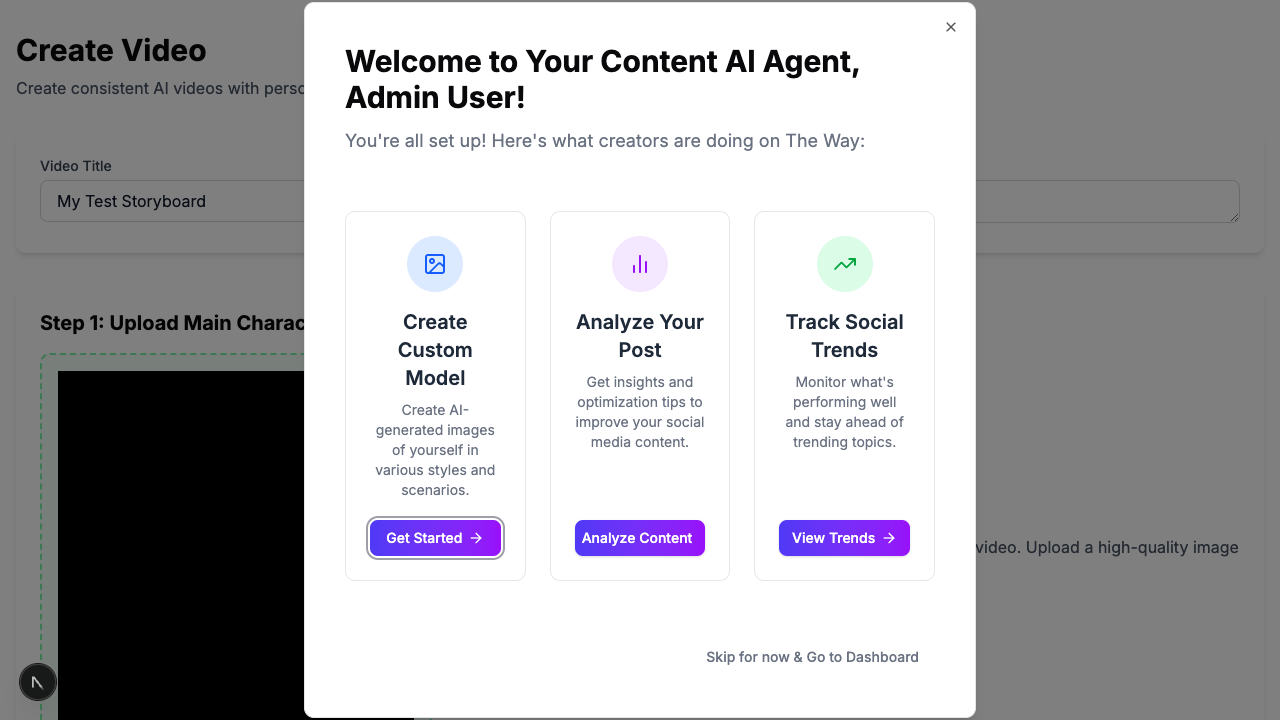 Create Video
Create consistent AI videos with perso
Video Title
My Test Storyboard
Step 1: Upload Main Charac
video. Upload a high-quality image
Welcome to Your Content AI Agent,
Admin User!
You're all set up! Here's what creators are doing on The Way:
Create
Custom
Model
Create AI-
generated images
of yourself in
various styles and
scenarios.
Get Started →
Analyze Your
Post
Get insights and
optimization tips to
improve your social
media content.
Analyze Content
Track Social
Trends
Monitor what's
performing well
and stay ahead of
trending topics.
View Trends →
Skip for now & Go to Dashboard